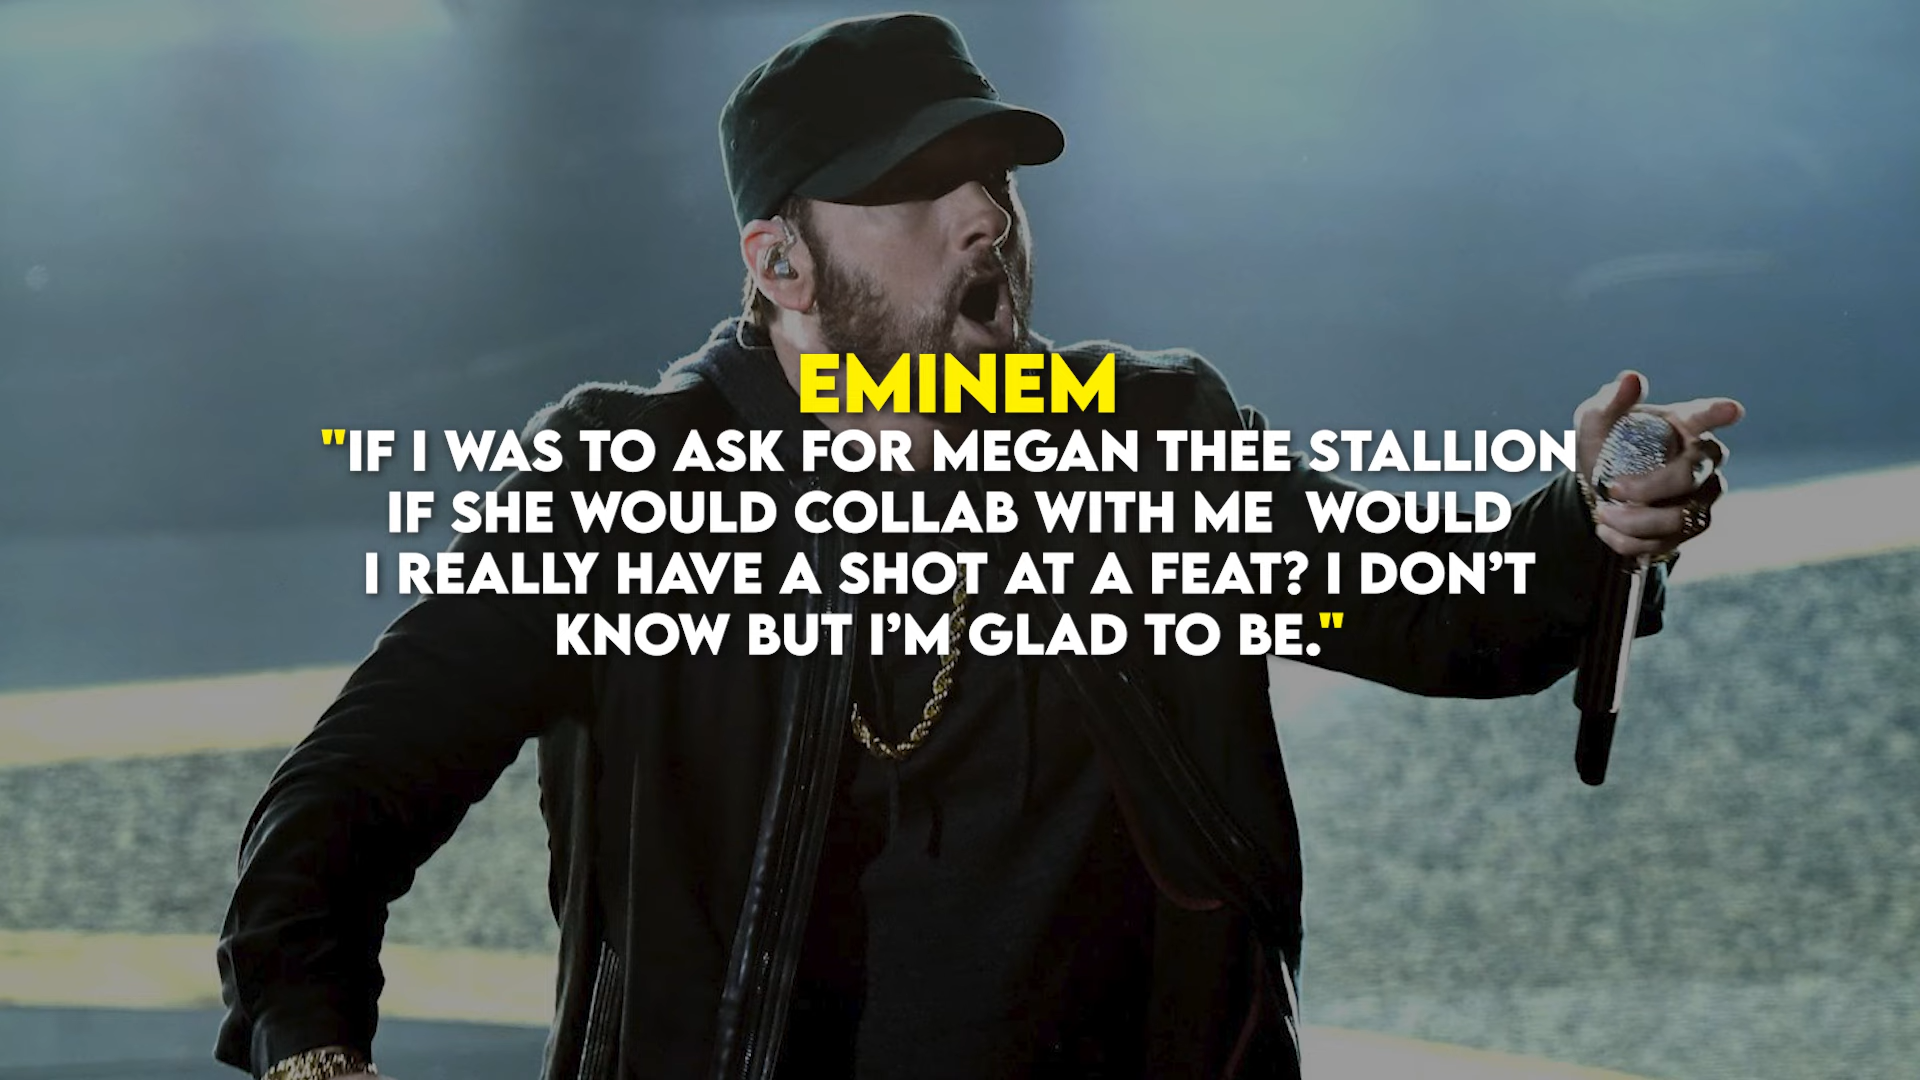 EMINEM
"IF I WAS TO ASK FOR MEGAN THEE STALLION
IF SHE WOULD COLLAB WITH ME  WOULD
I REALLY HAVE A SHOT AT A FEAT? I DON’T
KNOW BUT I’M GLAD TO BE."